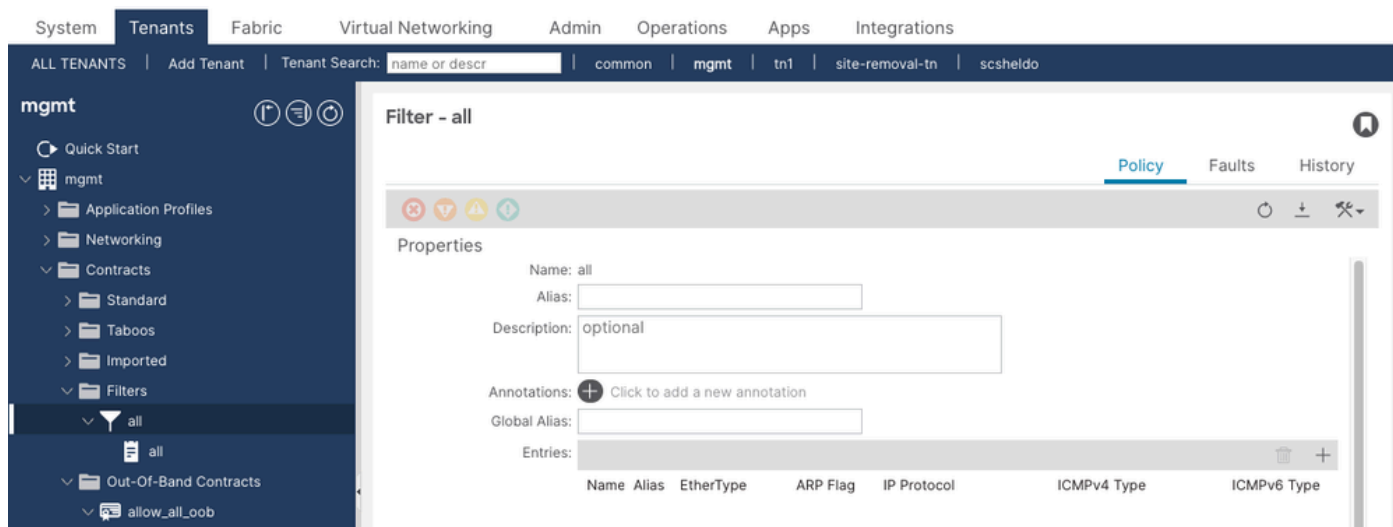 System Tenants Fabric Virtual Networking Admin Operations Apps Integrations
ALL TENANTS | Add Tenant | Tenant Search: name or descr | common | mgmt | tn1 | site-removal-tn | scsheldo
mgmt
Quick Start
mgmt
Application Profiles
Networking
Contracts
Standard
Taboos
Imported
Filters
all
all
Out-Of-Band Contracts
allow_all_oob
Filter - all
Policy Faults History
Properties
Name: all
Alias:
Description: optional
Annotations: Click to add a new annotation
Global Alias:
Entries:
Name Alias EtherType ARP Flag IP Protocol ICMPv4 Type ICMPv6 Type